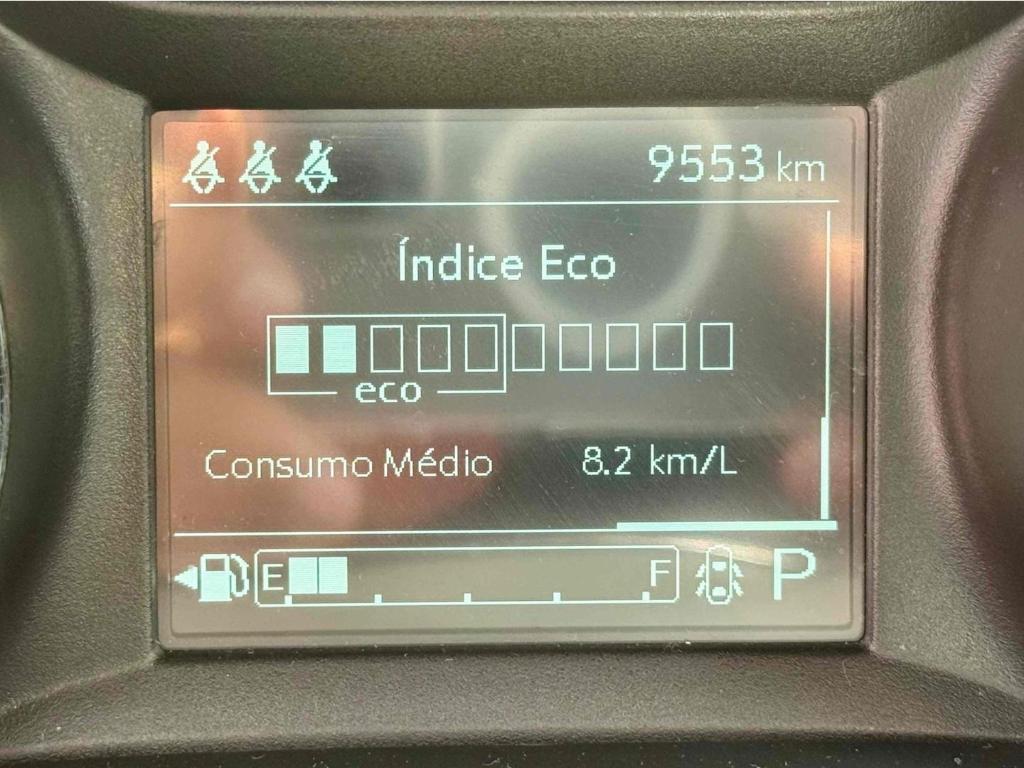 9553 km
Índice Eco
eco
Consumo Médio 8.2 km/L
E F P